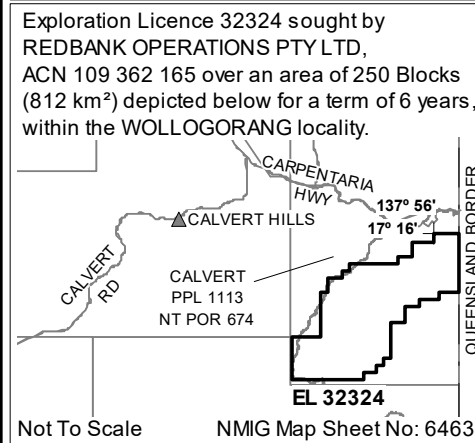 Exploration Licence 32324 sought by
REDBANK OPERATIONS PTY LTD,
ACN 109 362 165 over an area of 250 Blocks
(812 km²) depicted below for a term of 6 years,
within the WOLLOGORANG locality.
CARPENTARIA
HWY
137º 56'
17º 16'
CALVERT HILLS
CALVERT
RD
CALVERT
PPL 1113
NT POR 674
QUEENSLAND BORDER
EL 32324
Not To Scale
NMIG Map Sheet No: 6463